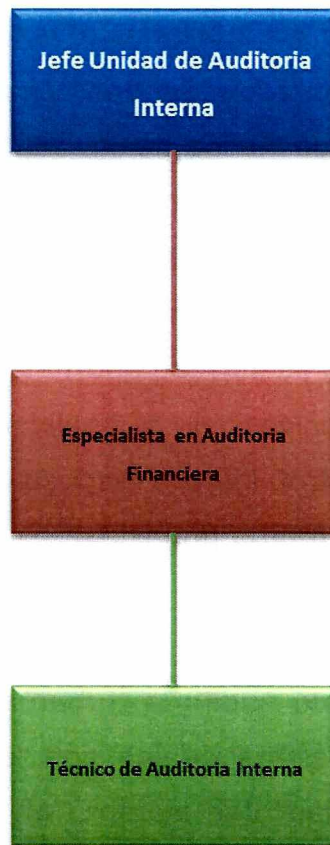 Jefe Unidad de Auditoria
Interna
Especialista en Auditoria
Financiera
Técnico de Auditoria Interna